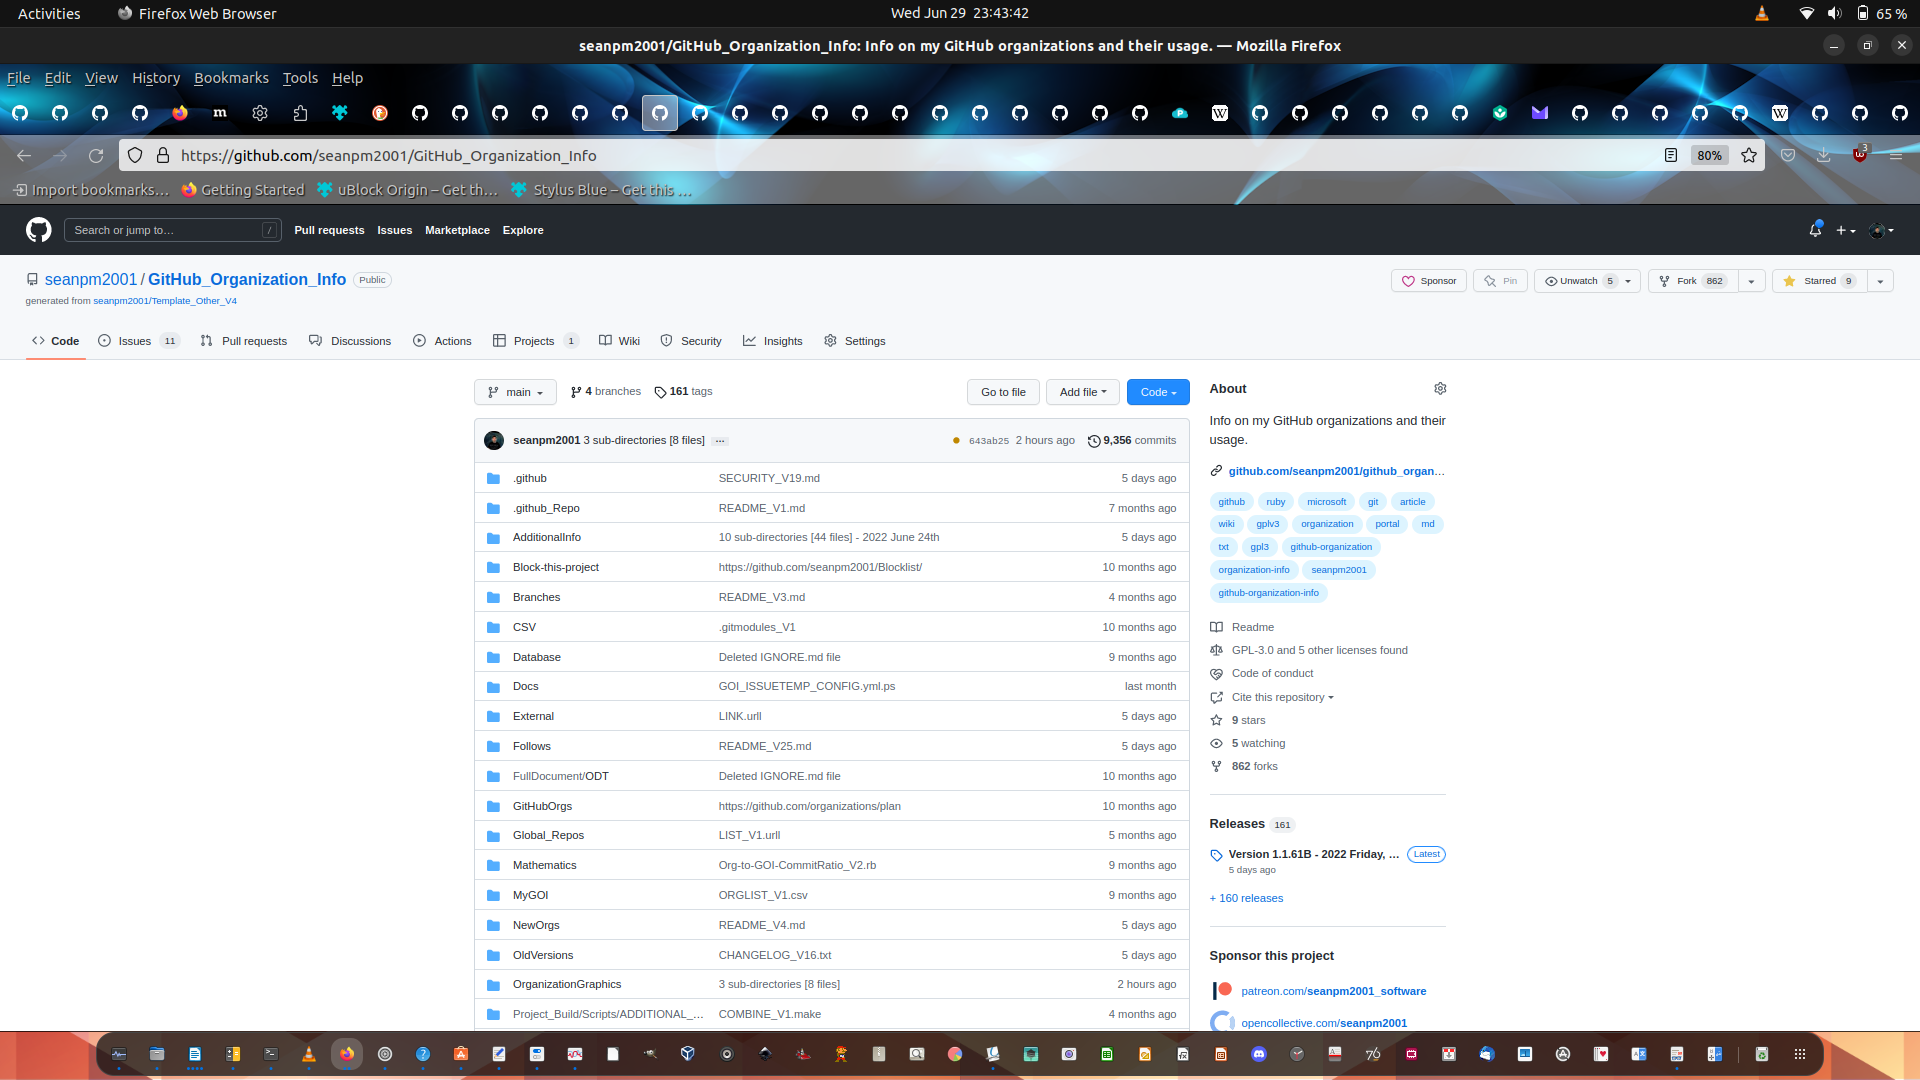 Activities Firefox Web Browser Wed Jun 29 23:43:42 65 %
seanpm2001/GitHub_Organization_Info: Info on my GitHub organizations and their usage. — Mozilla Firefox
File Edit View History Bookmarks Tools Help
https://github.com/seanpm2001/GitHub_Organization_Info 80% 3
Import bookmarks… Getting Started uBlock Origin – Get th… Stylus Blue – Get this …
Search or jump to… / Pull requests Issues Marketplace Explore
seanpm2001 / GitHub_Organization_Info Public Sponsor Pin Unwatch 5 Fork 862 Starred 9
generated from seanpm2001/Template_Other_V4
Code Issues 11 Pull requests Discussions Actions Projects 1 Wiki Security Insights Settings
main 4 branches 161 tags Go to file Add file Code
seanpm2001 3 sub-directories [8 files] … 643ab25 2 hours ago 9,356 commits
.github SECURITY_V19.md 5 days ago
.github_Repo README_V1.md 7 months ago
AdditionalInfo 10 sub-directories [44 files] - 2022 June 24th 5 days ago
Block-this-project https://github.com/seanpm2001/Blocklist/ 10 months ago
Branches README_V3.md 4 months ago
CSV .gitmodules_V1 10 months ago
Database Deleted IGNORE.md file 9 months ago
Docs GOI_ISSUETEMP_CONFIG.yml.ps last month
External LINK.urll 5 days ago
Follows README_V25.md 5 days ago
FullDocument/ODT Deleted IGNORE.md file 10 months ago
GitHubOrgs https://github.com/organizations/plan 10 months ago
Global_Repos LIST_V1.urll 5 months ago
Mathematics Org-to-GOI-CommitRatio_V2.rb 9 months ago
MyGOI ORGLIST_V1.csv 9 months ago
NewOrgs README_V4.md 5 days ago
OldVersions CHANGELOG_V16.txt 5 days ago
OrganizationGraphics 3 sub-directories [8 files] 2 hours ago
Project_Build/Scripts/ADDITIONAL_… COMBINE_V1.make 4 months ago
About
Info on my GitHub organizations and their
usage.
github.com/seanpm2001/github_organ…
github ruby microsoft git article
wiki gplv3 organization portal md
txt gpl3 github-organization
organization-info seanpm2001
github-organization-info
Readme
GPL-3.0 and 5 other licenses found
Code of conduct
Cite this repository
9 stars
5 watching
862 forks
Releases 161
Version 1.1.61B - 2022 Friday, … Latest
5 days ago
+ 160 releases
Sponsor this project
patreon.com/seanpm2001_software
opencollective.com/seanpm2001